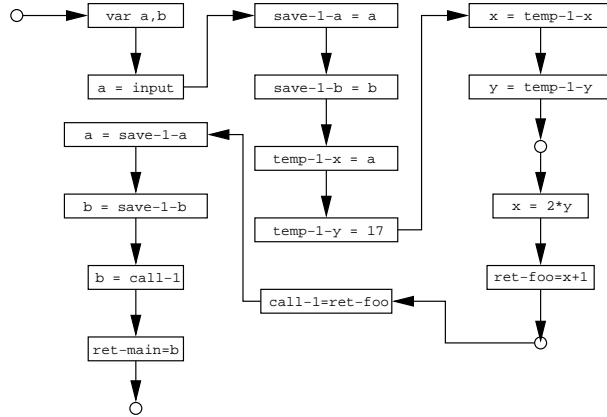 var a,b
a = input
save-1-a = a
save-1-b = b
temp-1-x = a
temp-1-y = 17
x = temp-1-x
y = temp-1-y
x = 2*y
ret-foo=x+1
call-1=ret-foo
a = save-1-a
b = save-1-b
b = call-1
ret-main=b